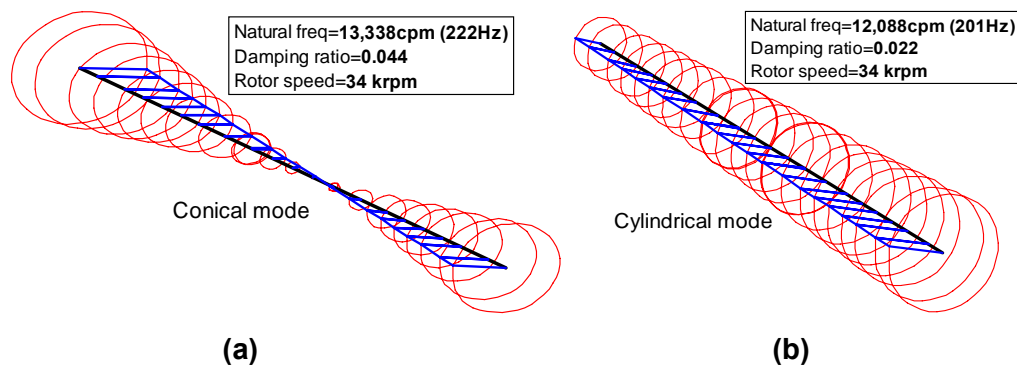 Natural freq=13,338cpm (222Hz)
Damping ratio=0.044
Rotor speed=34 krpm
Conical mode
(a)
Natural freq=12,088cpm (201Hz)
Damping ratio=0.022
Rotor speed=34 krpm
Cylindrical mode
(b)